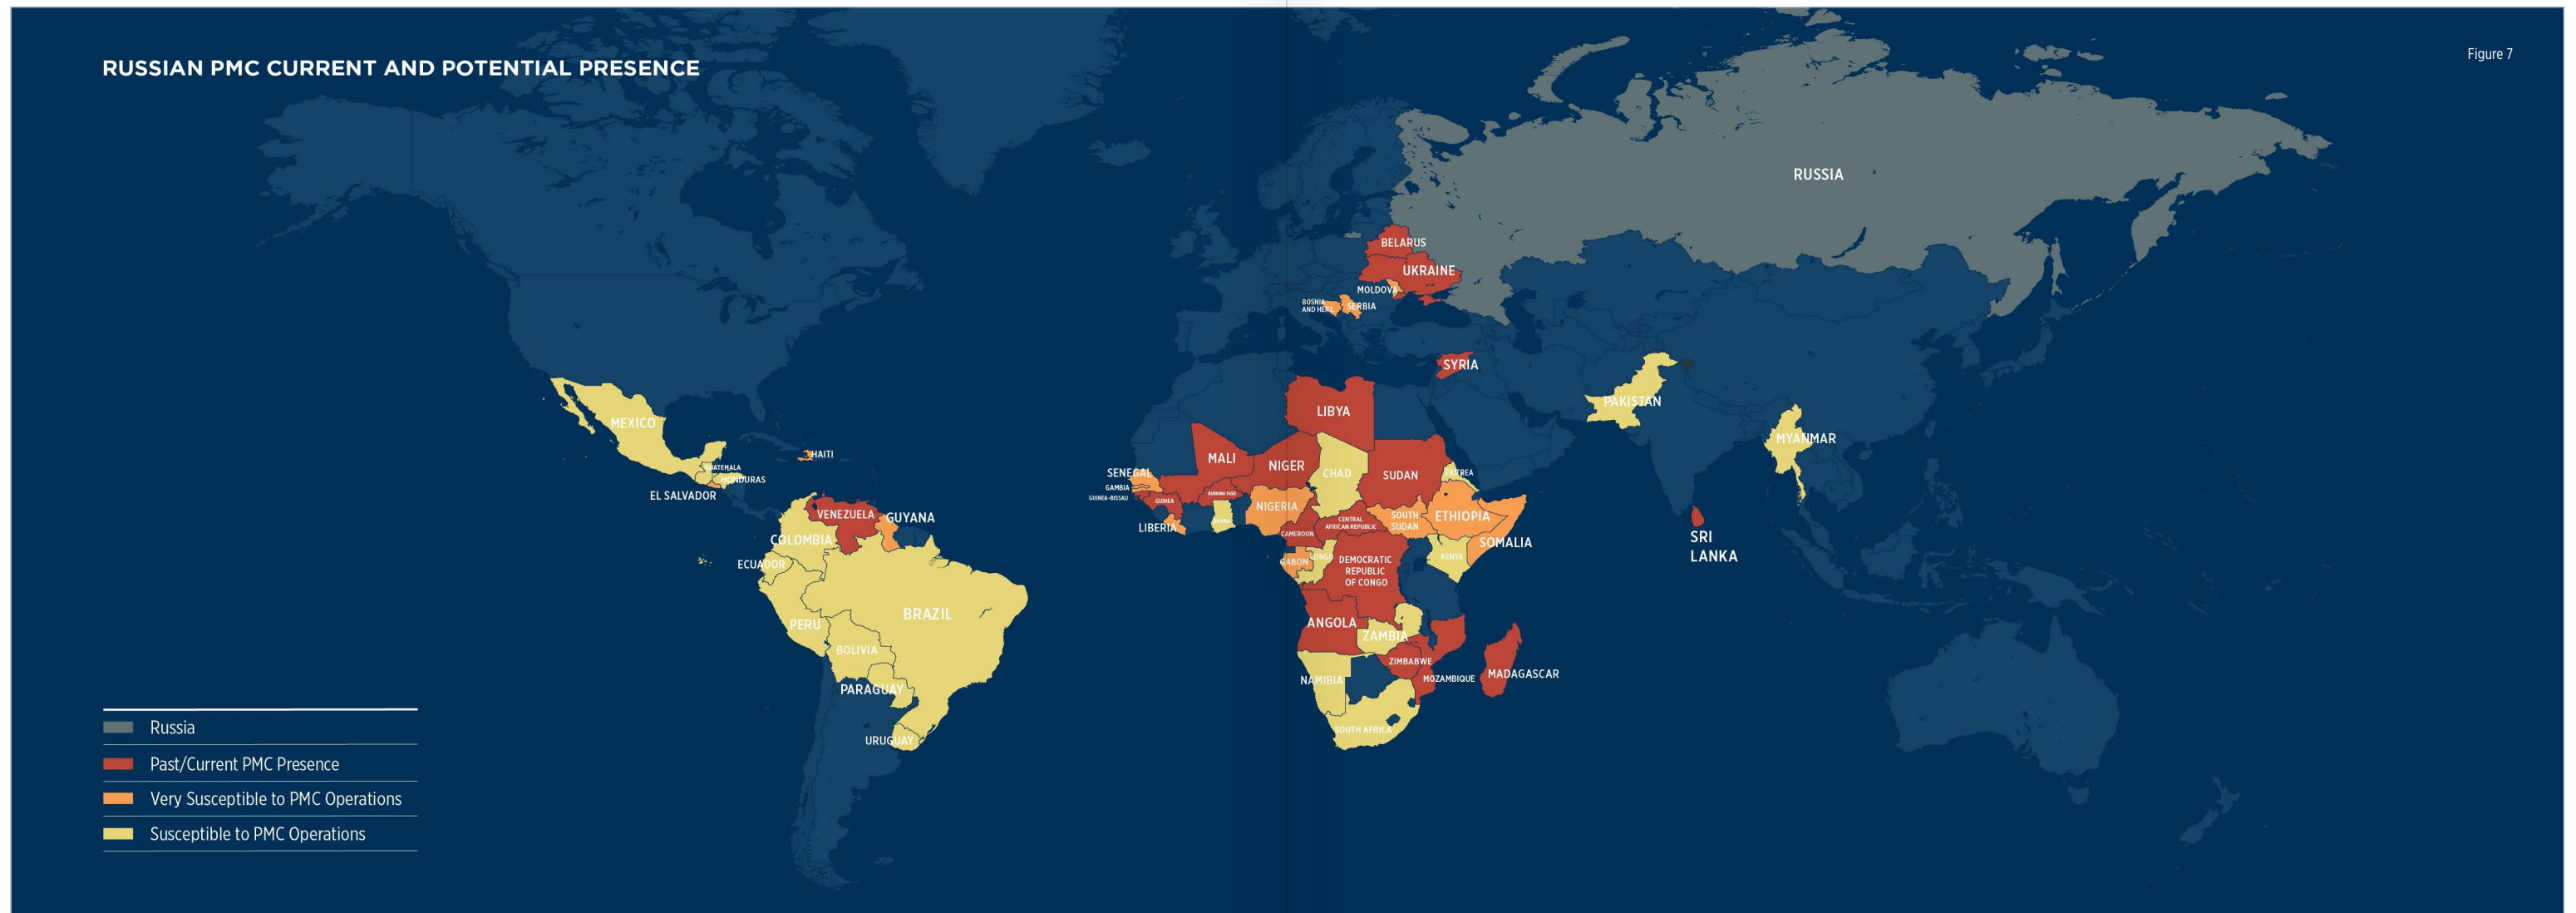 RUSSIAN PMC CURRENT AND POTENTIAL PRESENCE
Figure 7
RUSSIA
BELARUS
UKRAINE
MOLDOVA
BOSNIA
AND HERZ.
SERBIA
SYRIA
PAKISTAN
MYANMAR
SRI
LANKA
MEXICO
GUATEMALA
HONDURAS
EL SALVADOR
HAITI
VENEZUELA
GUYANA
COLOMBIA
ECUADOR
PERU
BRAZIL
BOLIVIA
PARAGUAY
URUGUAY
LIBYA
MALI
NIGER
CHAD
SUDAN
ERITREA
SENEGAL
GAMBIA
GUINEA-BISSAU
GUINEA
BURKINA FASO
LIBERIA
GHANA
NIGERIA
CAMEROON
CENTRAL
AFRICAN REPUBLIC
SOUTH
SUDAN
ETHIOPIA
SOMALIA
KENYA
GABON
CONGO
DEMOCRATIC
REPUBLIC
OF CONGO
ANGOLA
ZAMBIA
ZIMBABWE
MOZAMBIQUE
MADAGASCAR
NAMIBIA
SOUTH AFRICA
Russia
Past/Current PMC Presence
Very Susceptible to PMC Operations
Susceptible to PMC Operations